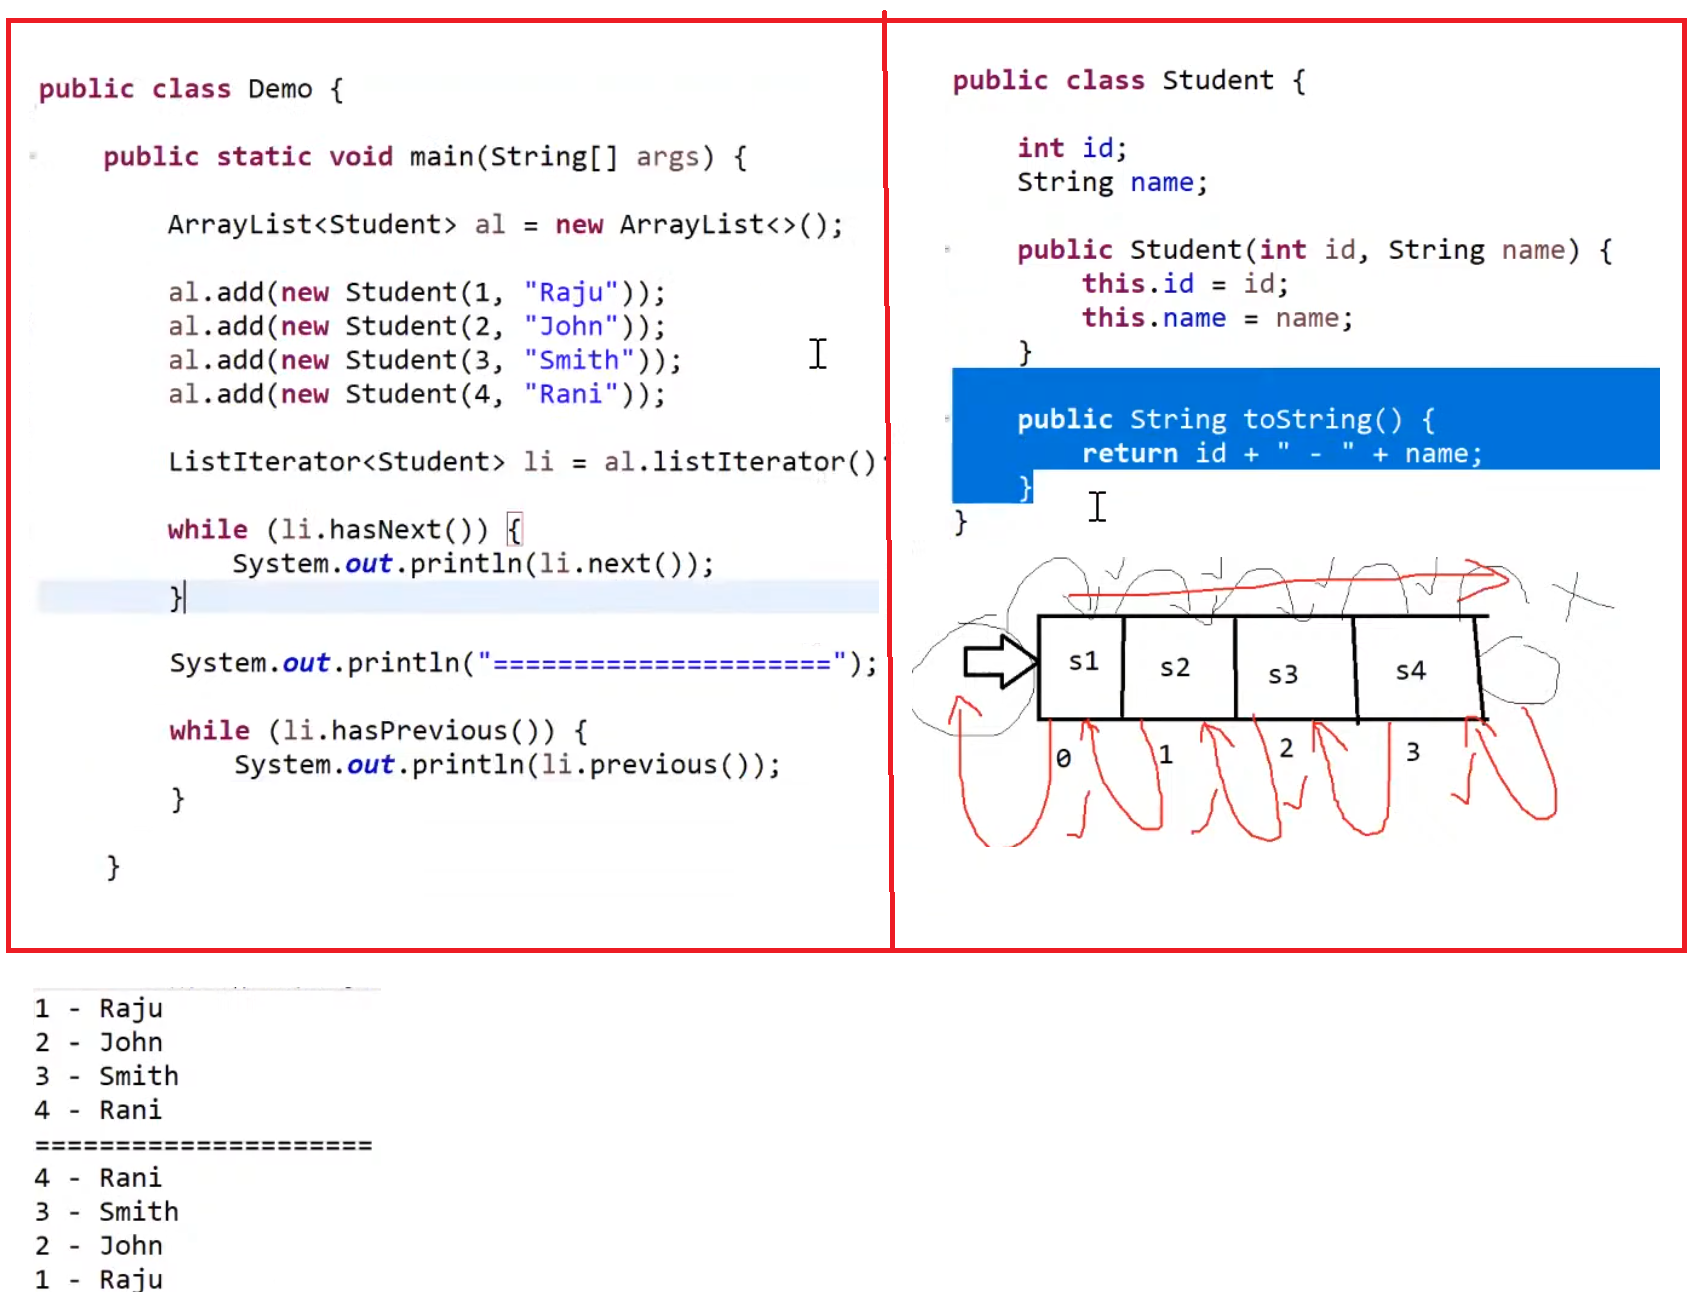 public class Demo {
public static void main(String[] args) {
ArrayList<Student> al = new ArrayList<>();
al.add(new Student(1, "Raju"));
al.add(new Student(2, "John"));
al.add(new Student(3, "Smith"));
al.add(new Student(4, "Rani"));
ListIterator<Student> li = al.listIterator()
while (li.hasNext()) {
System.out.println(li.next());
}
System.out.println("=====================");
while (li.hasPrevious()) {
System.out.println(li.previous());
}
}
public class Student {
int id;
String name;
public Student(int id, String name) {
this.id = id;
this.name = name;
}
public String toString() {
return id + " - " + name;
}
}
s1 s2 s3 s4
0 1 2 3
1 - Raju
2 - John
3 - Smith
4 - Rani
=====================
4 - Rani
3 - Smith
2 - John
1 - Raju